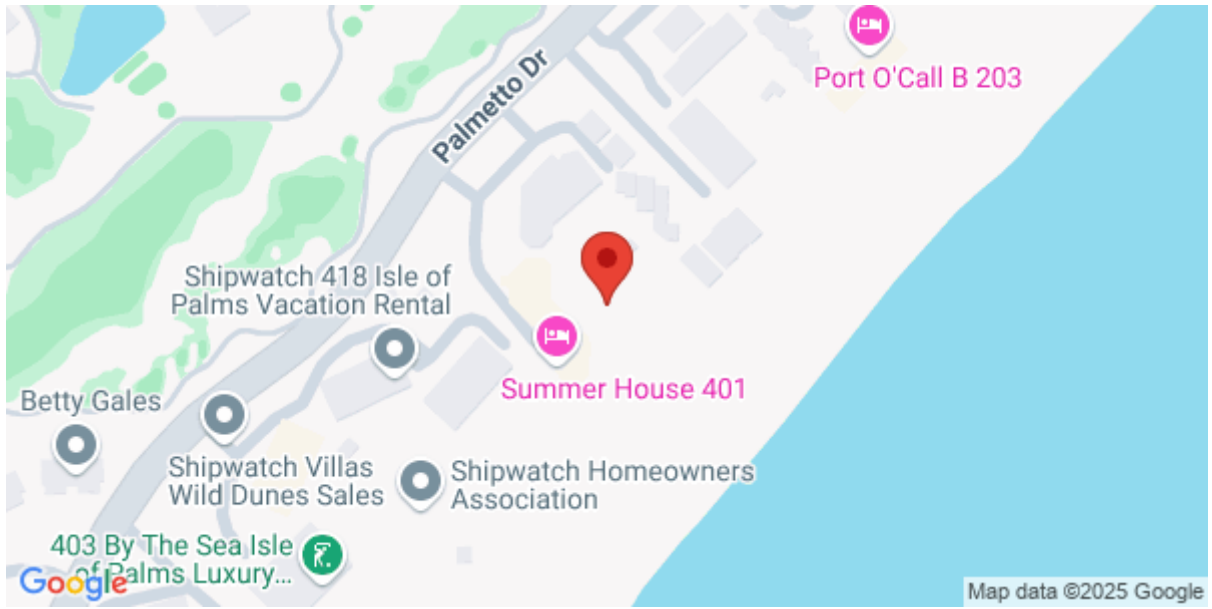 Palmetto Dr
Port O'Call B 203
Shipwatch 418 Isle of
Palms Vacation Rental
Summer House 401
Betty Gales
Shipwatch Villas
Wild Dunes Sales
Shipwatch Homeowners
Association
403 By The Sea Isle
of Palms Luxury...
Google
Map data ©2025 Google